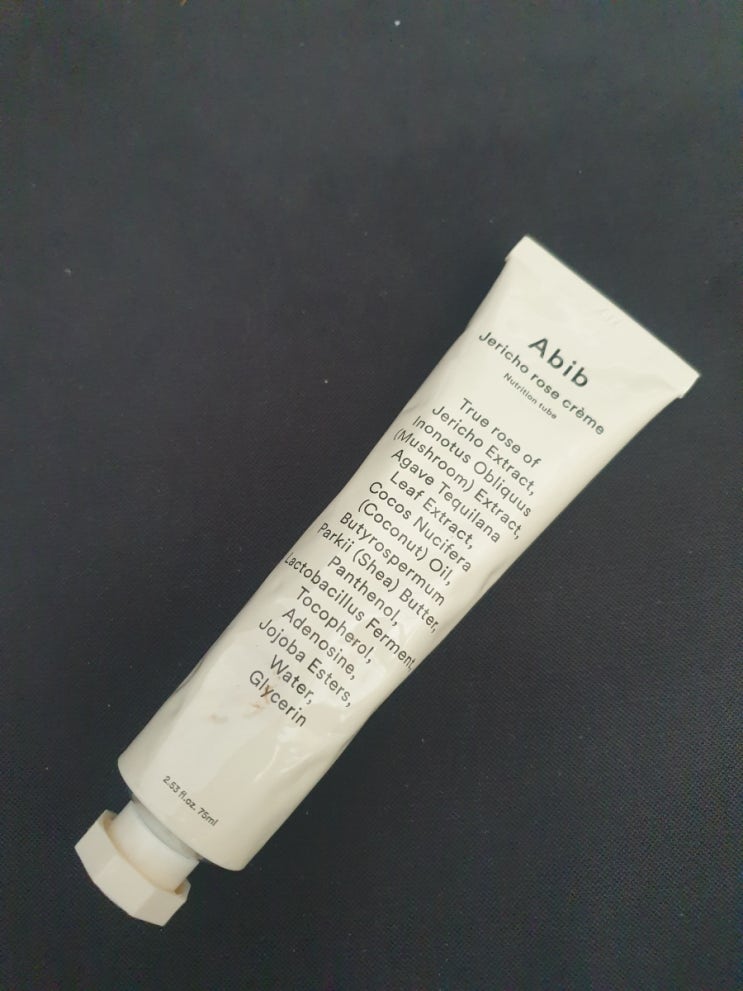 Abib
Jericho rose crème
Nutrition tube
True rose of
Jericho Extract,
Inonotus Obliquus
(Mushroom) Extract,
Agave Tequilana
Leaf Extract,
Cocos Nucifera
(Coconut) Oil,
Butyrospermum
Parkii (Shea) Butter,
Panthenol,
Lactobacillus Ferment,
Tocopherol,
Adenosine,
Jojoba Esters,
Water,
Glycerin
2.53 fl.oz. 75ml